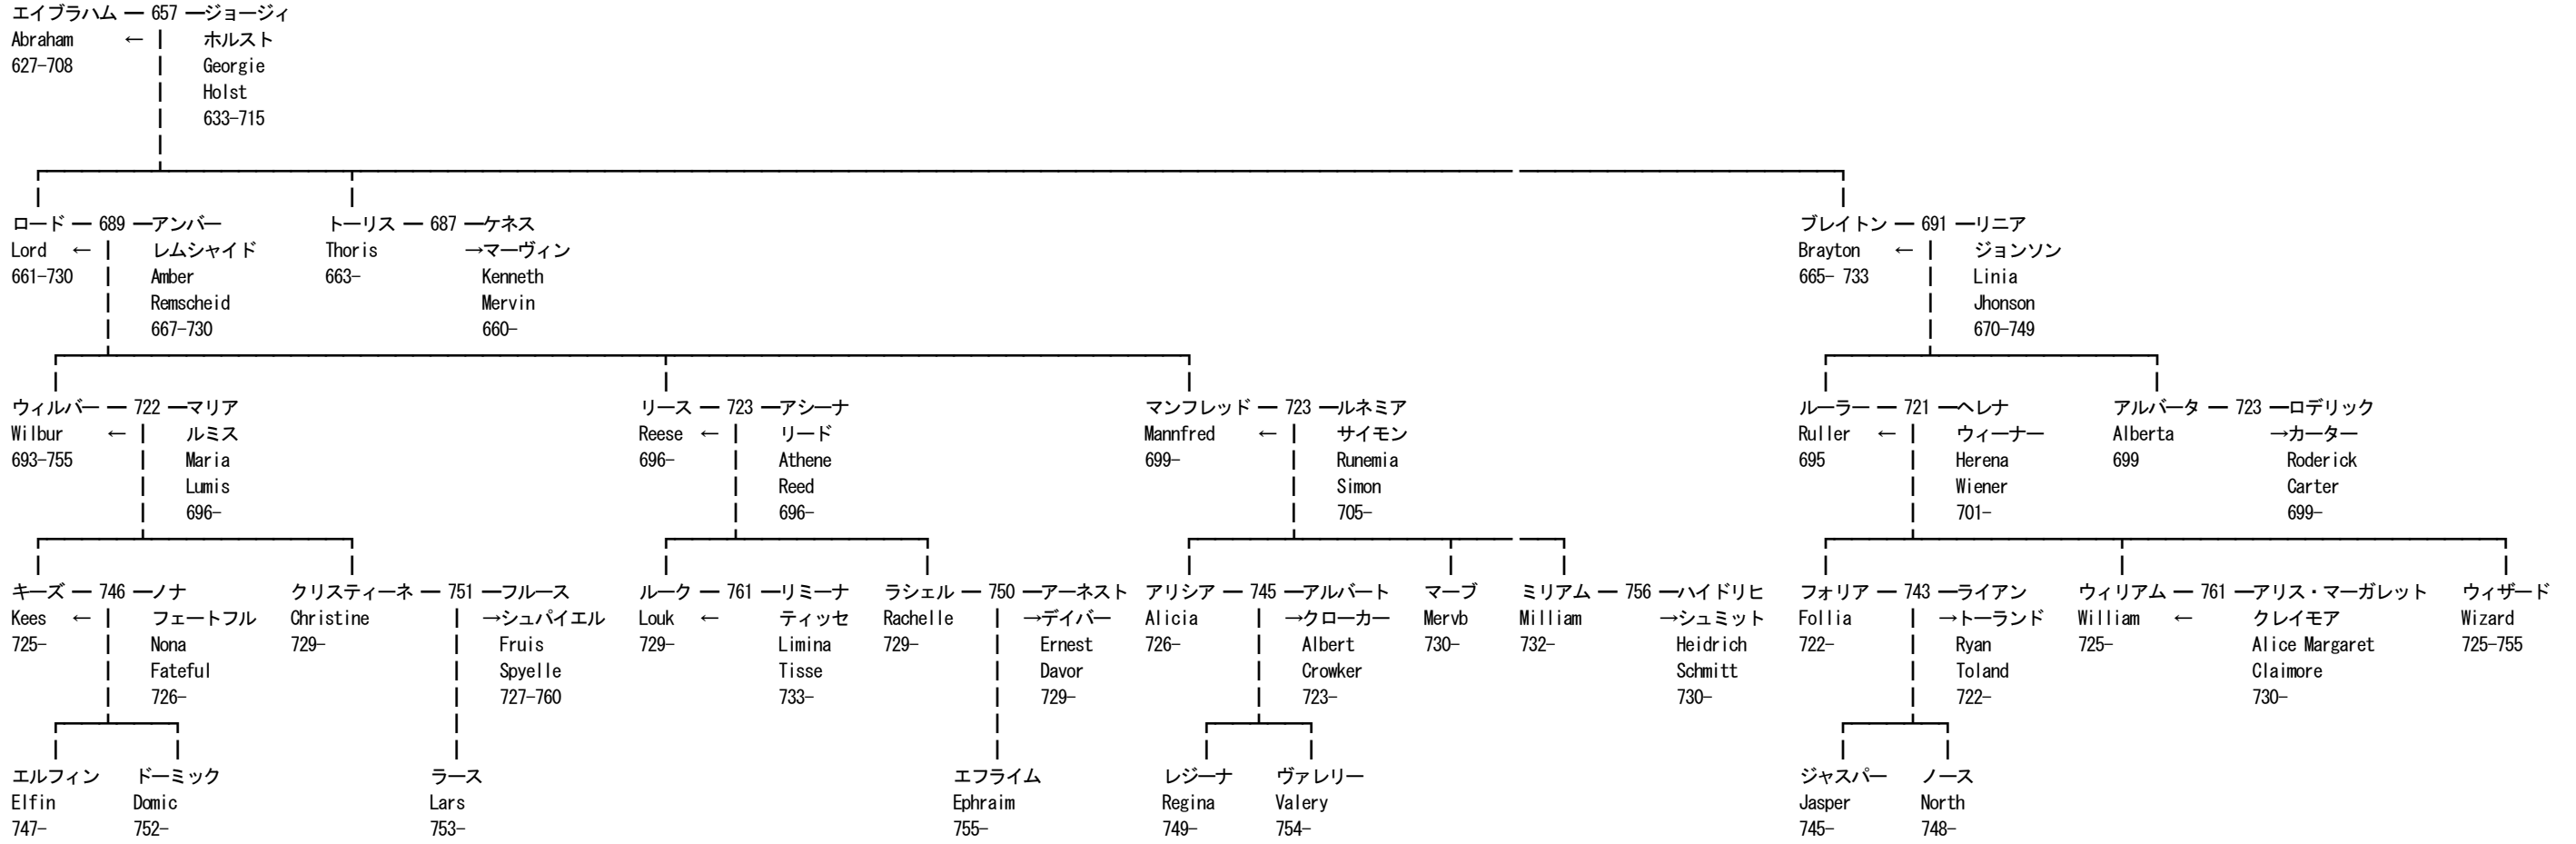 エイブラハム ― 657 ―ジョージィ
Abraham ← ホルスト
627-708 Georgie
Holst
633-715
ロード ― 689 ―アンバー トーリス ― 687 ―ケネス ブレイトン ― 691 ―リニア
Lord ← レムシャイド Thoris →マーヴィン Brayton ← ジョンソン
661-730 Amber 663- Kenneth 665- 733 Linia
Remscheid Mervin Jhonson
667-730 660- 670-749
ウィルバー ― 722 ―マリア リース ― 723 ―アシーナ マンフレッド ― 723 ―ルネミア ルーラー ― 721 ―ヘレナ アルバータ ― 723 ―ロデリック
Wilbur ← ルミス Reese ← リード Mannfred ← サイモン Ruller ← ウィーナー Alberta →カーター
693-755 Maria 696- Athene 699- Runemia 695 Herena 699 Roderick
Lumis Reed Simon Wiener Carter
696- 696- 705- 701- 699-
キーズ ― 746 ―ノナ クリスティーネ ― 751 ―フルース ルーク ― 761 ―リミーナ ラシェル ― 750 ―アーネスト アリシア ― 745 ―アルバート マーブ ミリアム ― 756 ―ハイドリヒ フォリア ― 743 ―ライアン ウィリアム ― 761 ―アリス・マーガレット ウィザード
Kees ← フェートフル Christine →シュパイエル Louk ← ティッセ Rachelle →デイバー Alicia →クローカー Mervb Milliam →シュミット Follia →トーランド William ← クレイモア Wizard
725- Nona 729- Fruis 729- Limina 729- Ernest 726- Albert 730- 732- Heidrich 722- Ryan 725- Alice Margaret 725-755
Fateful Spyelle Tisse Davor Crowker Schmitt Toland Claimore
726- 727-760 733- 729- 723- 730- 722- 730-
エルフィン ドーミック ラース エフライム レジーナ ヴァレリー ジャスパー ノース
Elfin Domic Lars Ephraim Regina Valery Jasper North
747- 752- 753- 755- 749- 754- 745- 748-